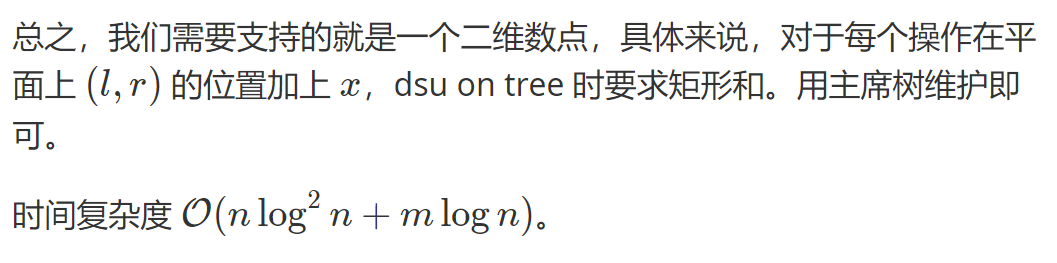 总之，我们需要支持的就是一个二维数点，具体来说，对于每个操作在平
面上 (l, r) 的位置加上 x，dsu on tree 时要求矩形和。用主席树维护即
可。
时间复杂度 O(n log² n + m log n)。